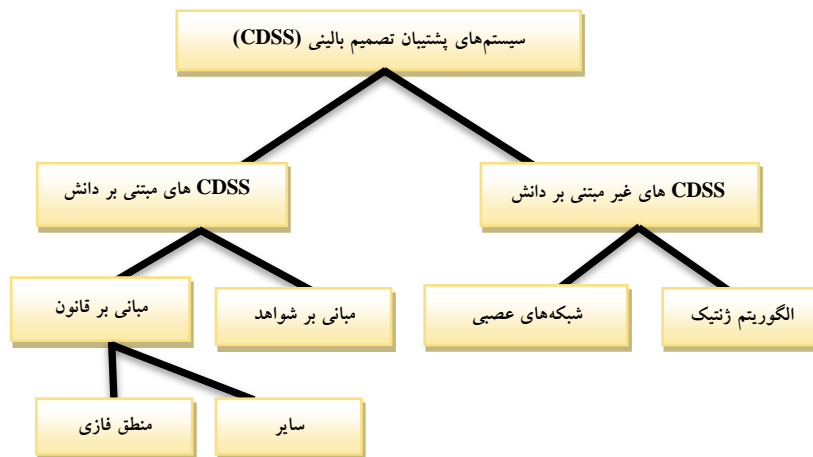 سیستم‌های پشتیبان تصمیم بالینی (CDSS)
CDSS های غیر مبتنی بر دانش
CDSS های مبتنی بر دانش
الگوریتم ژنتیک
شبکه‌های عصبی
مبانی بر شواهد
مبانی بر قانون
سایر
منطق فازی